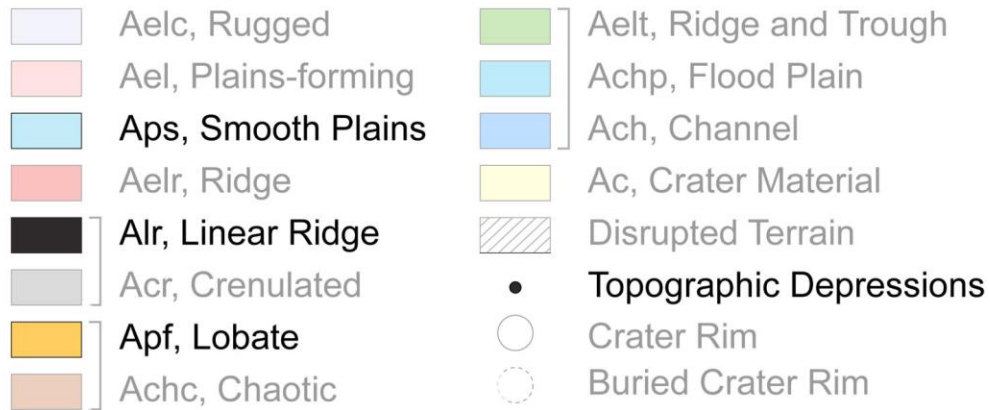 Aelc, Rugged
Ael, Plains-forming
Aps, Smooth Plains
Aelr, Ridge
Alr, Linear Ridge
Acr, Crenulated
Apf, Lobate
Achc, Chaotic
Aelt, Ridge and Trough
Achp, Flood Plain
Ach, Channel
Ac, Crater Material
Disrupted Terrain
Topographic Depressions
Crater Rim
Buried Crater Rim